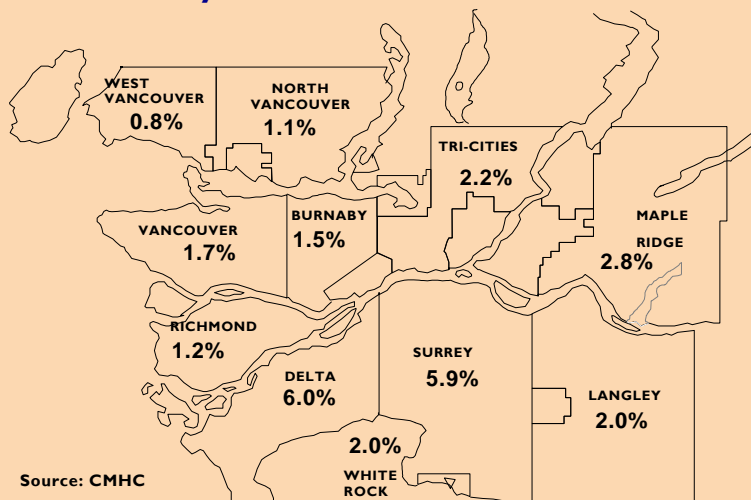 WEST
VANCOUVER
0.8%
NORTH
VANCOUVER
1.1%
TRI-CITIES
2.2%
VANCOUVER
1.7%
BURNABY
1.5%
MAPLE
RIDGE
2.8%
RICHMOND
1.2%
DELTA
6.0%
SURREY
5.9%
LANGLEY
2.0%
2.0%
WHITE
ROCK
Source: CMHC